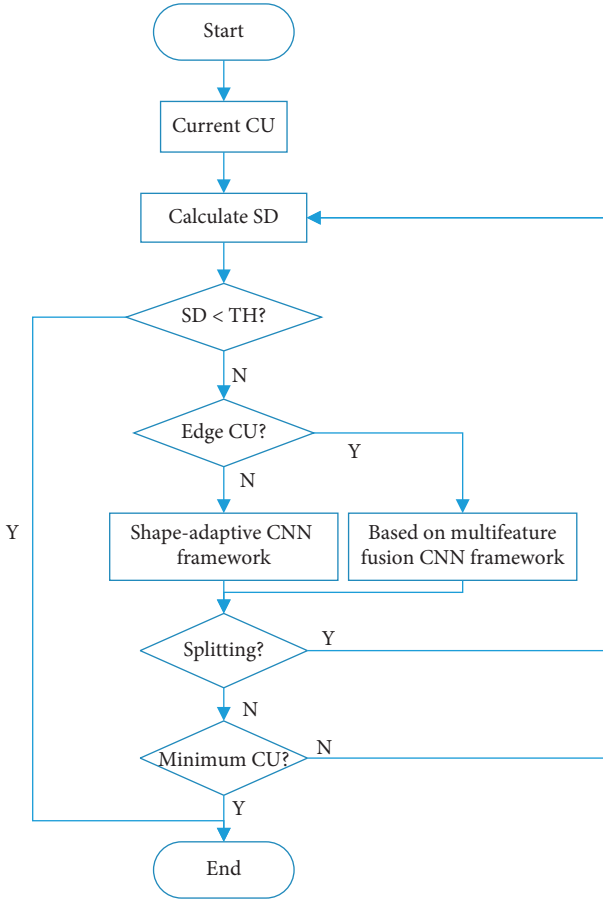 Start
Current CU
Calculate SD
SD < TH?
N
Edge CU?
Y
N
Y
Shape-adaptive CNN
framework
Based on multifeature
fusion CNN framework
Splitting?
Y
N
Minimum CU?
N
Y
End